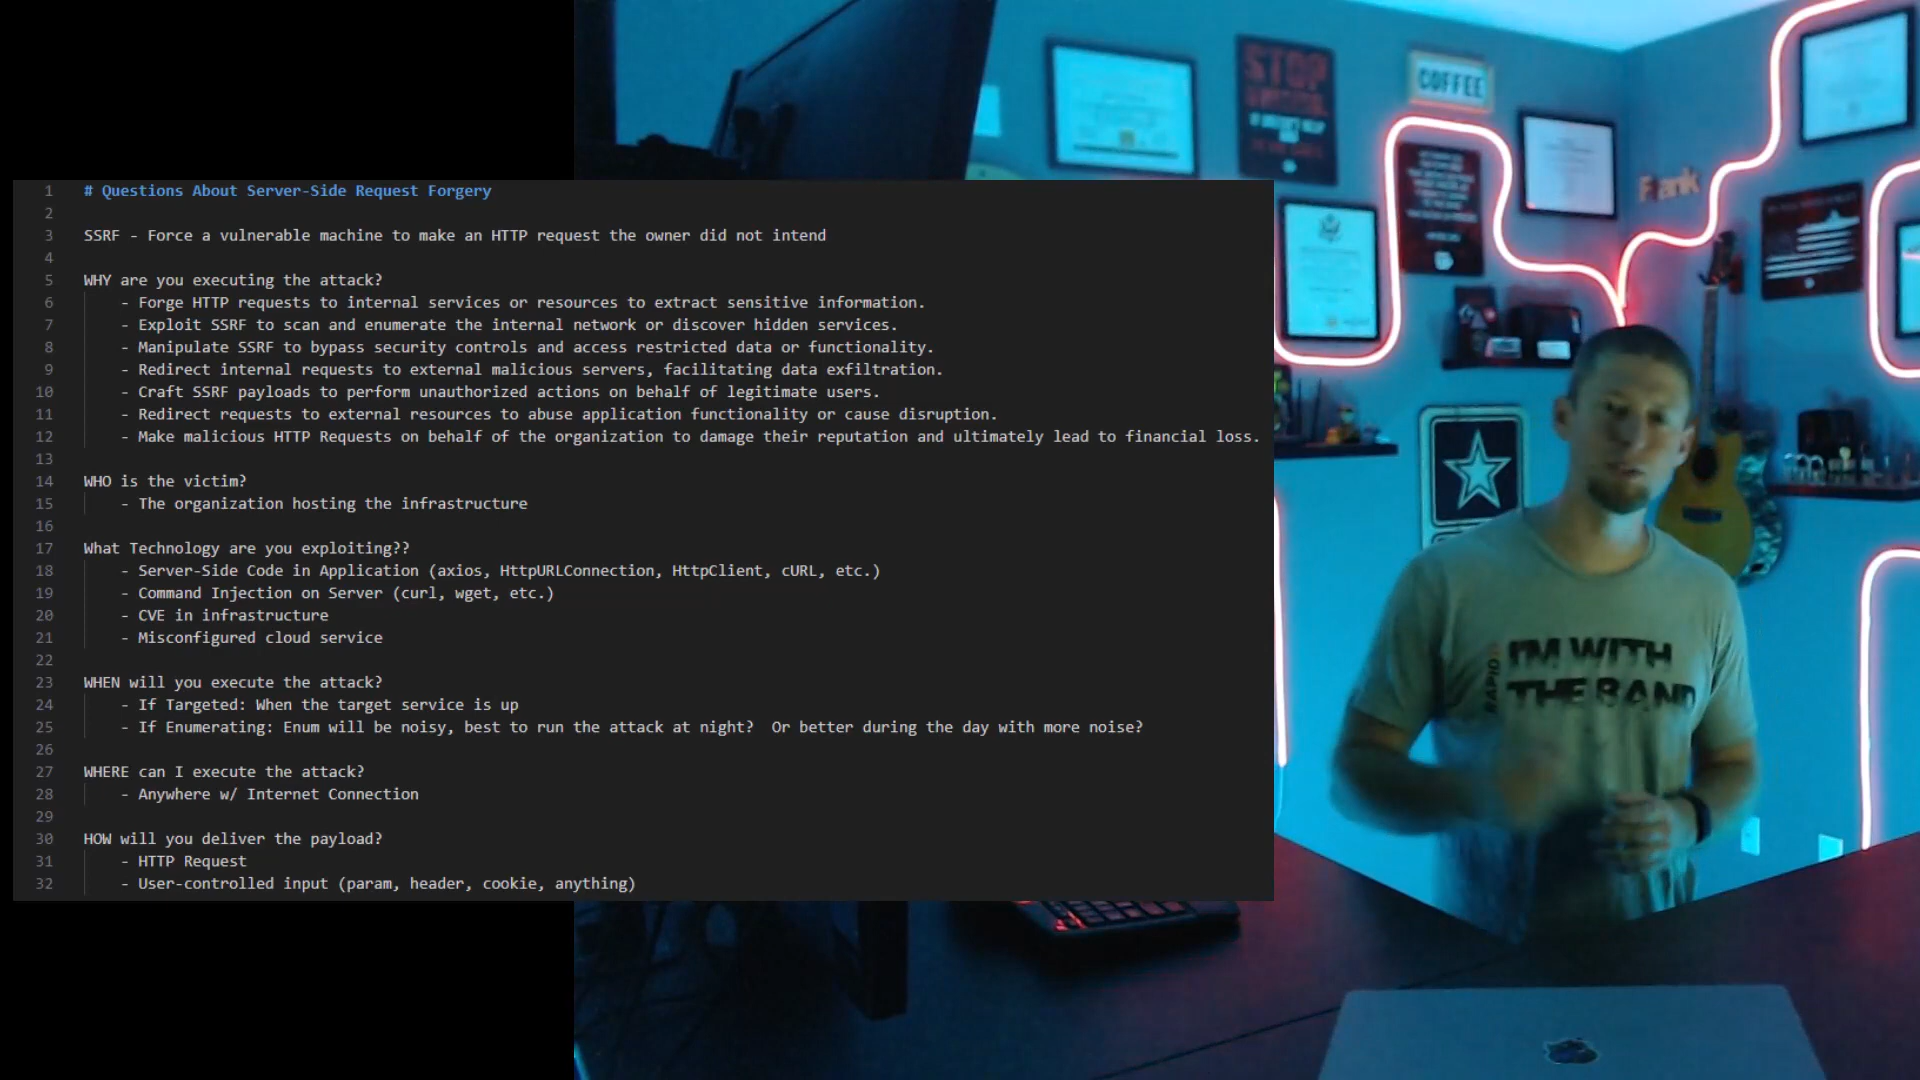 # Questions About Server-Side Request Forgery
SSRF - Force a vulnerable machine to make an HTTP request the owner did not intend
WHY are you executing the attack?
- Forge HTTP requests to internal services or resources to extract sensitive information.
- Exploit SSRF to scan and enumerate the internal network or discover hidden services.
- Manipulate SSRF to bypass security controls and access restricted data or functionality.
- Redirect internal requests to external malicious servers, facilitating data exfiltration.
- Craft SSRF payloads to perform unauthorized actions on behalf of legitimate users.
- Redirect requests to external resources to abuse application functionality or cause disruption.
- Make malicious HTTP Requests on behalf of the organization to damage their reputation and ultimately lead to financial loss.
WHO is the victim?
- The organization hosting the infrastructure
What Technology are you exploiting??
- Server-Side Code in Application (axios, HttpURLConnection, HttpClient, cURL, etc.)
- Command Injection on Server (curl, wget, etc.)
- CVE in infrastructure
- Misconfigured cloud service
WHEN will you execute the attack?
- If Targeted: When the target service is up
- If Enumerating: Enum will be noisy, best to run the attack at night?  Or better during the day with more noise?
WHERE can I execute the attack?
- Anywhere w/ Internet Connection
HOW will you deliver the payload?
- HTTP Request
- User-controlled input (param, header, cookie, anything)
STOP
COFFEE
Frank
RAPID
I'M WITH
THE BAND